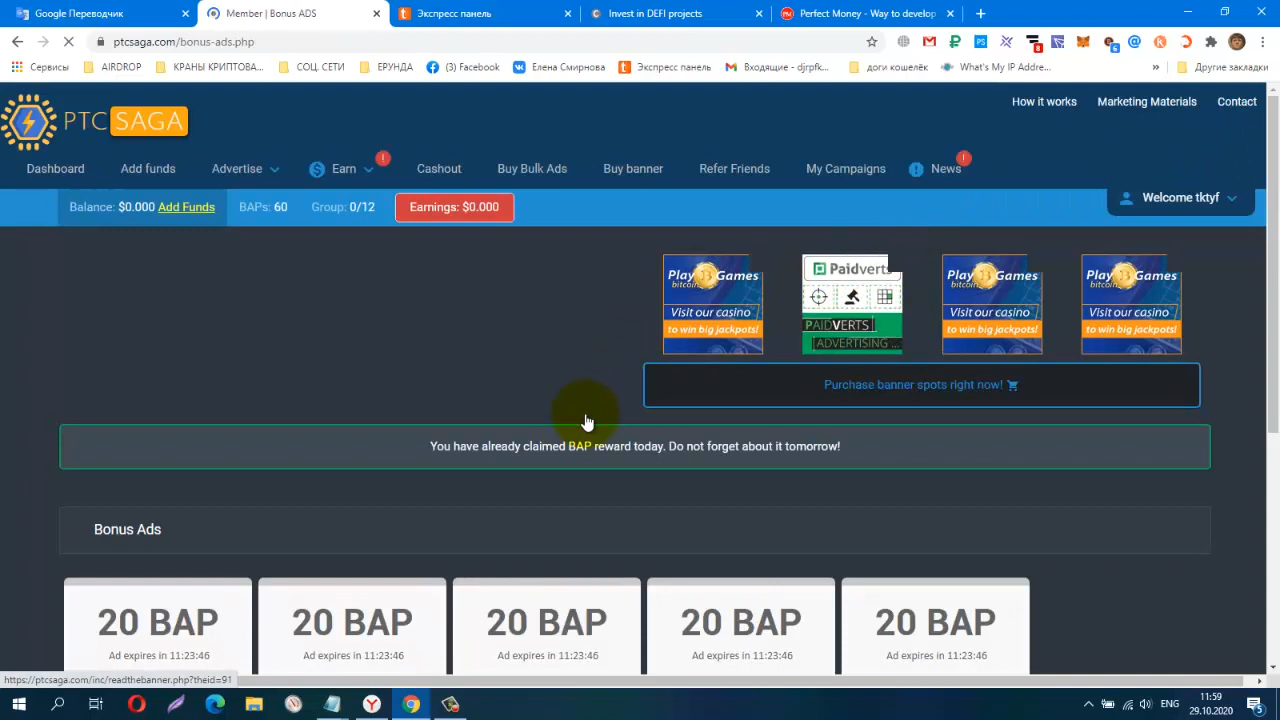 Google Переводчик
Member | Bonus ADS
Экспресс панель
Invest in DEFI projects
Perfect Money - Way to develop
ptcsaga.com/bonus-ads.php
Сервисы
AIRDROP
КРАНЫ КРИПТОВА...
СОЦ. СЕТИ
ЕРУНДА
(3) Facebook
Елена Смирнова
Экспресс панель
Входящие - djrpfk...
доги кошелёк
What's My IP Addre...
»
Другие закладки
PTC SAGA
How it works
Marketing Materials
Contact
Dashboard
Add funds
Advertise
Earn
!
Cashout
Buy Bulk Ads
Buy banner
Refer Friends
My Campaigns
News
!
Balance: $0.000 Add Funds
BAPs: 60
Group: 0/12
Earnings: $0.000
Welcome tktyf
Play Games
bitcoin
Visit our casino
to win big jackpots!
Paidverts
PAIDVERTS
ADVERTISING ...
Play Games
bitcoin
Visit our casino
to win big jackpots!
Play Games
bitcoin
Visit our casino
to win big jackpots!
Purchase banner spots right now!
You have already claimed BAP reward today. Do not forget about it tomorrow!
Bonus Ads
20 BAP
Ad expires in 11:23:46
20 BAP
Ad expires in 11:23:46
20 BAP
Ad expires in 11:23:46
20 BAP
Ad expires in 11:23:46
20 BAP
Ad expires in 11:23:46
https://ptcsaga.com/inc/readthebanner.php?theid=91
ENG
11:59
29.10.2020
5